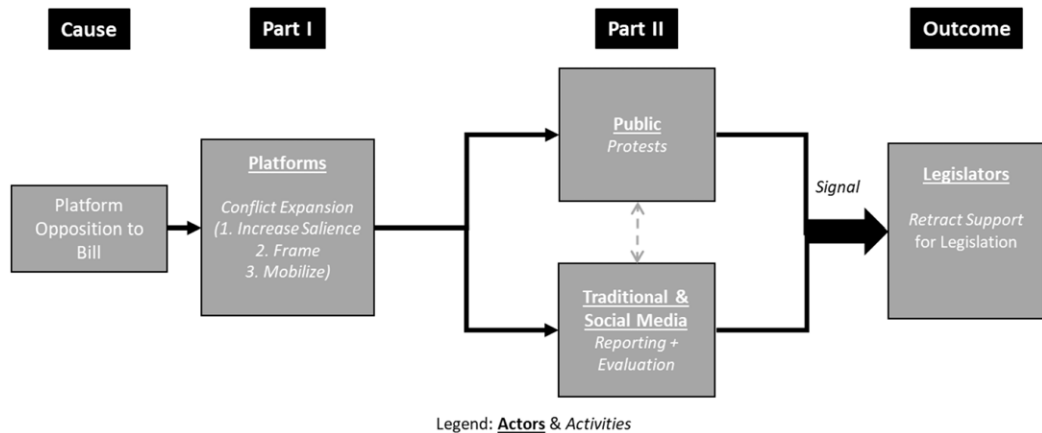 Cause
Part I
Part II
Outcome
Platform
Opposition to
Bill
Platforms
Conflict Expansion
(1. Increase Salience
2. Frame
3. Mobilize)
Public
Protests
Traditional &
Social Media
Reporting +
Evaluation
Signal
Legislators
Retract Support
for Legislation
Legend: Actors & Activities